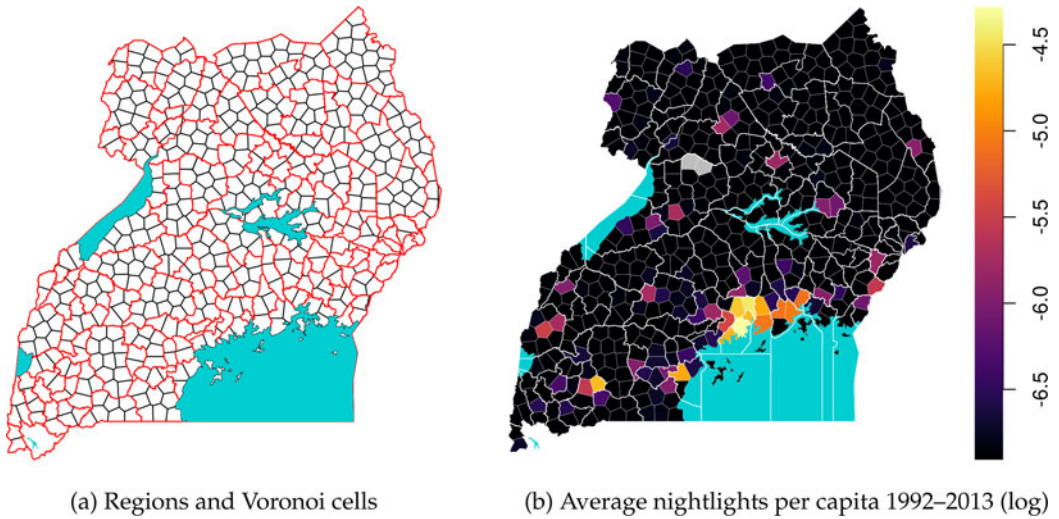 -4.5
-5.0
-5.5
-6.0
-6.5
(a) Regions and Voronoi cells
(b) Average nightlights per capita 1992–2013 (log)